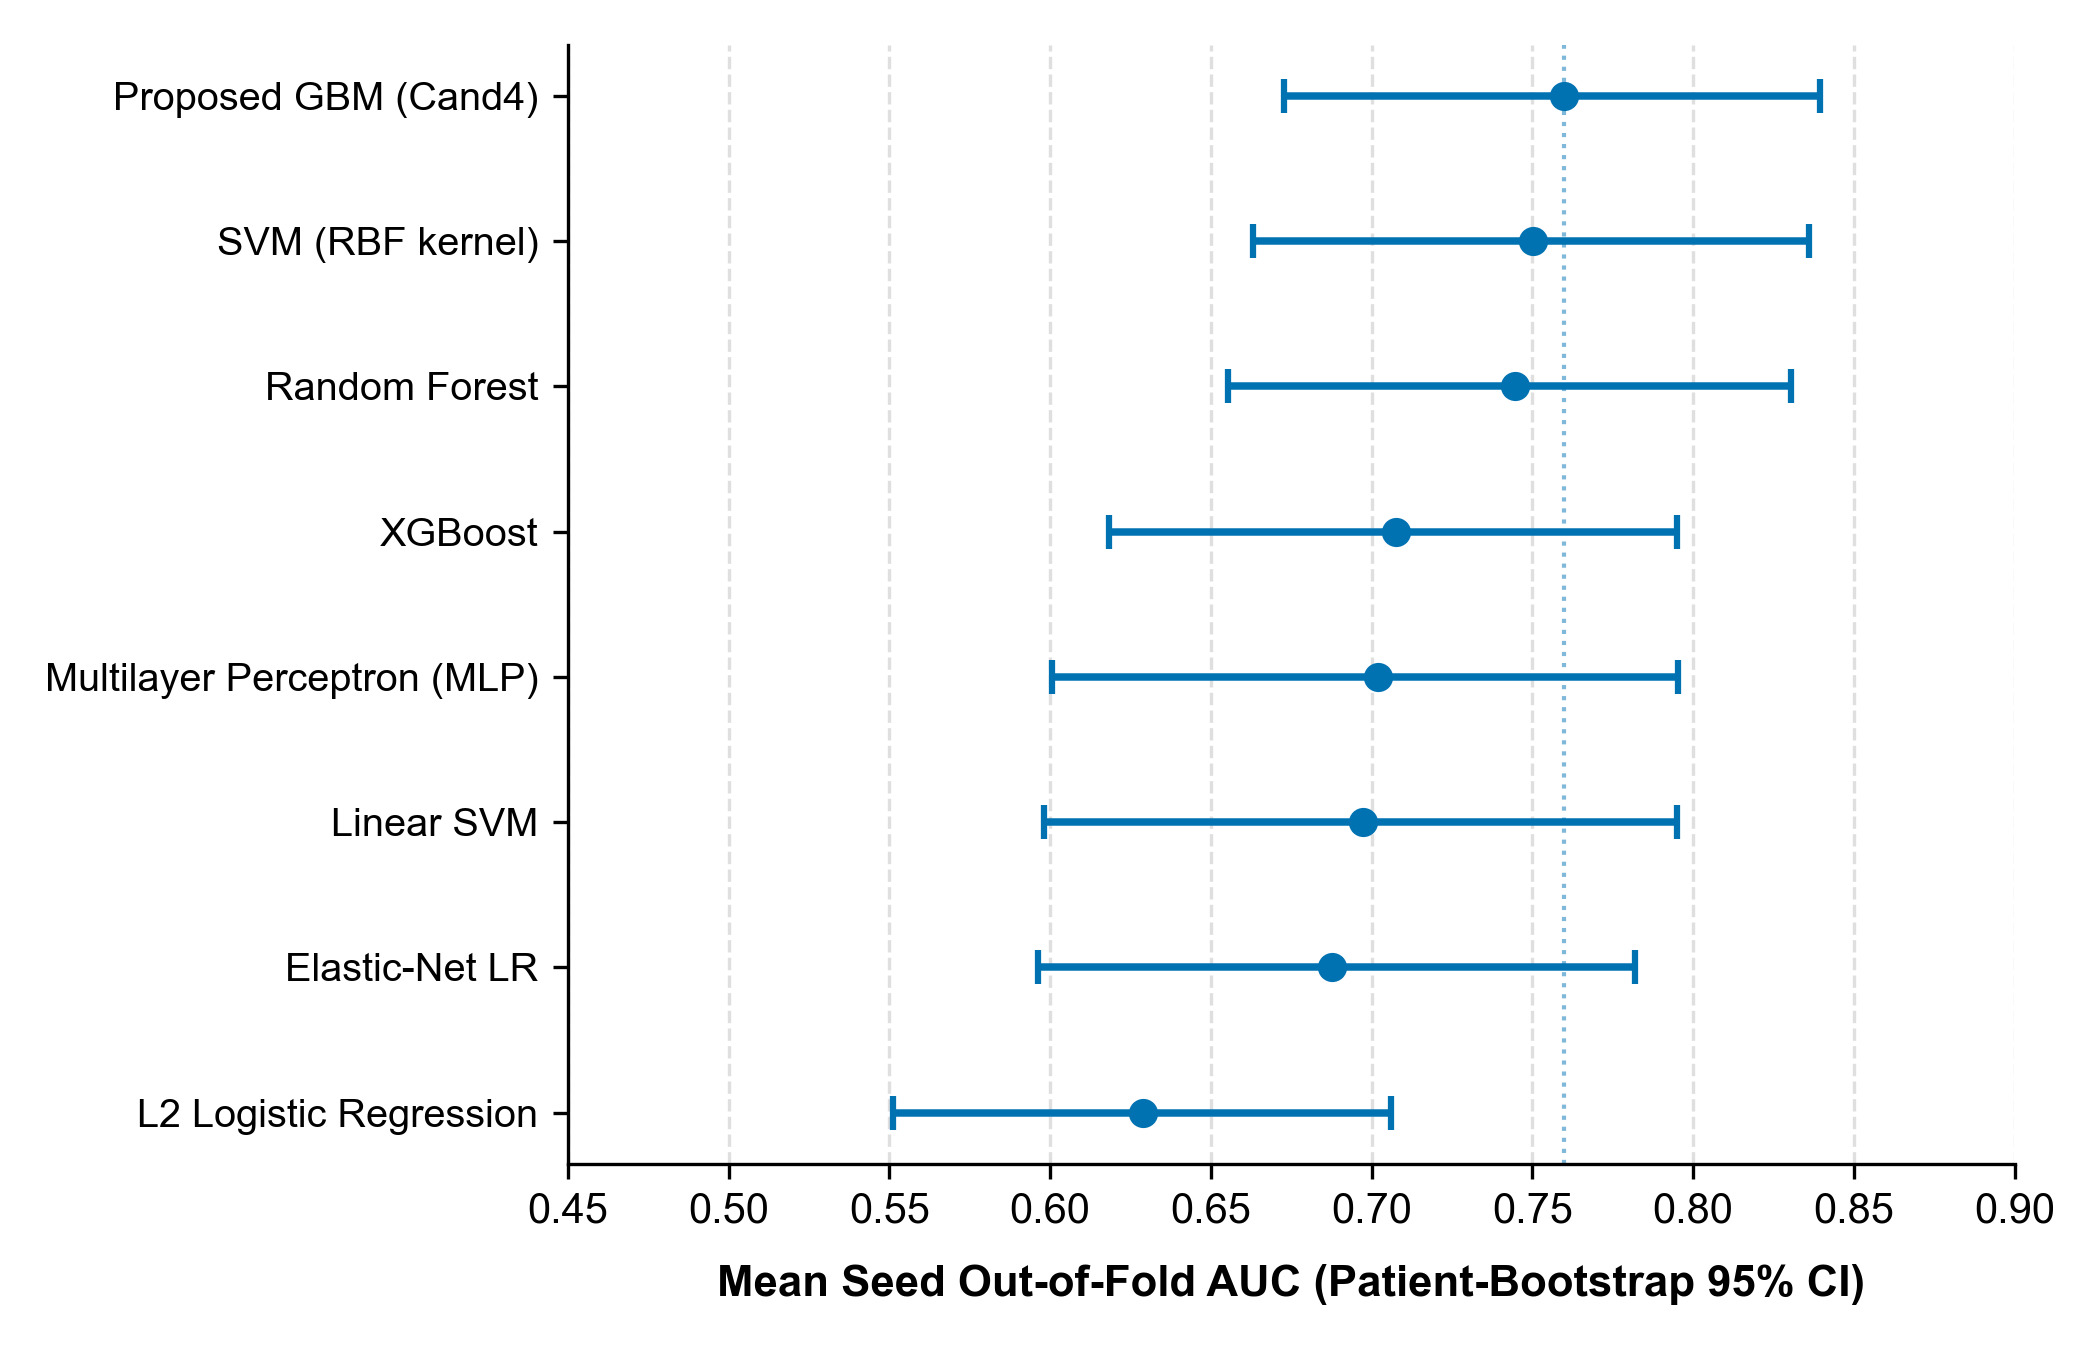 Proposed GBM (Cand4)
SVM (RBF kernel)
Random Forest
XGBoost
Multilayer Perceptron (MLP)
Linear SVM
Elastic-Net LR
L2 Logistic Regression
0.45 0.50 0.55 0.60 0.65 0.70 0.75 0.80 0.85 0.90
Mean Seed Out-of-Fold AUC (Patient-Bootstrap 95% CI)